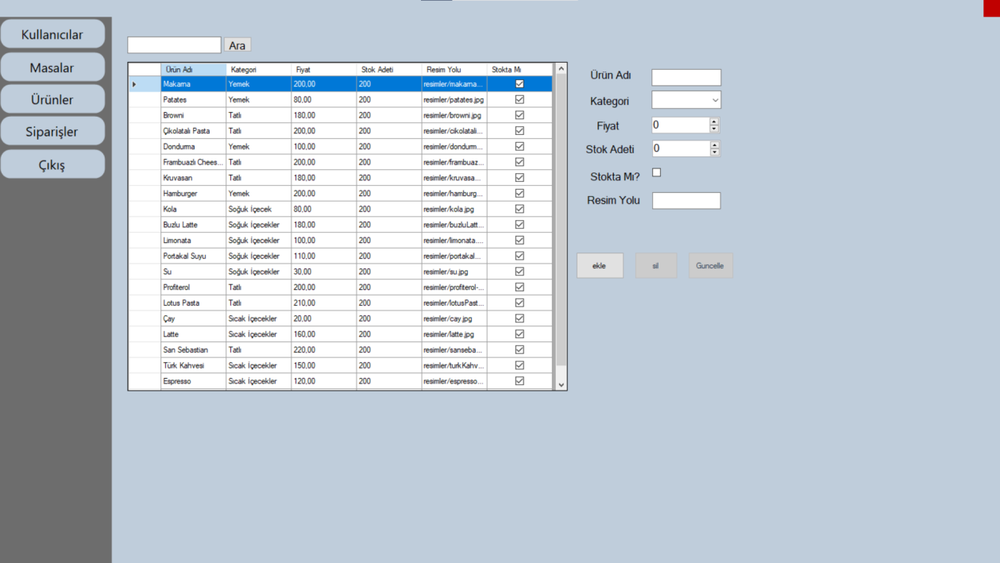 Kullanıcılar
Masalar
Ürünler
Siparişler
Çıkış
Ara
Ürün Adı Kategori Fiyat Stok Adeti Resim Yolu Stokta Mı
Makarna Yemek 200,00 200 resimler/makarna...
Patates Yemek 80,00 200 resimler/patates.jpg
Browni Tatlı 180,00 200 resimler/browni.jpg
Çikolatalı Pasta Tatlı 200,00 200 resimler/cikolatali...
Dondurma Yemek 100,00 200 resimler/dondurm...
Frambuazlı Chees... Tatlı 200,00 200 resimler/frambuaz...
Kruvasan Tatlı 180,00 200 resimler/kruvasa...
Hamburger Yemek 200,00 200 resimler/hamburg...
Kola Soğuk İçecek 80,00 200 resimler/kola.jpg
Buzlu Latte Soğuk İçecekler 180,00 200 resimler/buzluLatt...
Limonata Soğuk İçecekler 100,00 200 resimler/limonata....
Portakal Suyu Soğuk İçecekler 110,00 200 resimler/portakal...
Su Soğuk İçecekler 30,00 200 resimler/su.jpg
Profiterol Tatlı 200,00 200 resimler/profiterol-...
Lotus Pasta Tatlı 210,00 200 resimler/lotusPast...
Çay Sıcak İçecekler 20,00 200 resimler/cay.jpg
Latte Sıcak İçecekler 160,00 200 resimler/latte.jpg
San Sebastian Tatlı 220,00 200 resimler/sanseba...
Türk Kahvesi Sıcak İçecekler 150,00 200 resimler/turkKahv...
Espresso Sıcak İçecekler 120,00 200 resimler/espresso...
Ürün Adı
Kategori
Fiyat 0
Stok Adeti 0
Stokta Mı?
Resim Yolu
ekle sil Guncelle